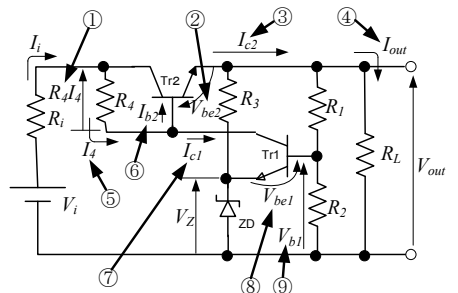 ① ② ③ ④
I_i I_c2 I_out
R_4I_4 R_4 Tr2 V_be2 R_3 R_1
R_i I_b2
I_4 I_c1 Tr1 R_L V_out
⑤ ⑥
V_i V_Z ZD V_be1 V_b1 R_2
⑦ ⑧ ⑨